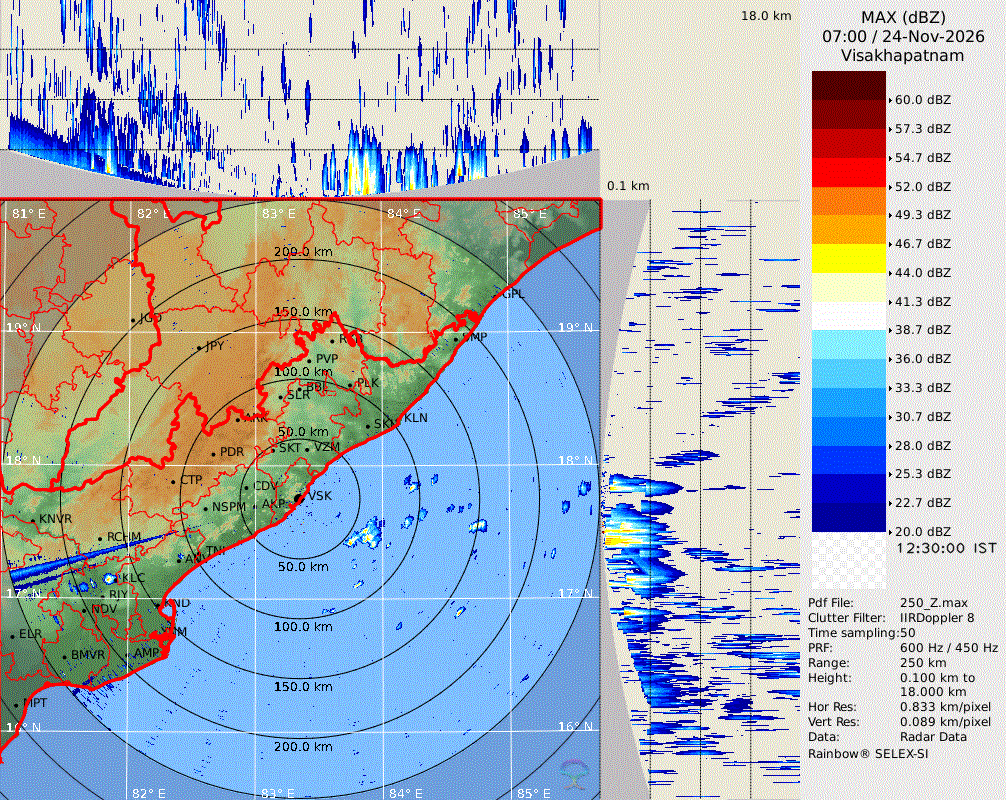 18.0 km
MAX (dBZ)
07:00 / 24-Nov-2026
Visakhapatnam
60.0 dBZ
57.3 dBZ
54.7 dBZ
52.0 dBZ
49.3 dBZ
46.7 dBZ
44.0 dBZ
41.3 dBZ
38.7 dBZ
36.0 dBZ
33.3 dBZ
30.7 dBZ
28.0 dBZ
25.3 dBZ
22.7 dBZ
20.0 dBZ
12:30:00 IST
0.1 km
81° E
82° E
83° E
84° E
85° E
200.0 km
GPL
150.0 km
JGD
19° N
19° N
JPY
PVP
100.0 km
PLK
BBL
SLR
KLN
50.0 km
PDR
SKT
VZM
18° N
18° N
CTP
CDV
VSK
NSPM
AKP
KNVR
50.0 km
KLC
RJY
17° N
17° N
NDV
100.0 km
ELR
BMVR
AMP
150.0 km
16° N
16° N
200.0 km
82° E
83° E
84° E
85° E
Pdf File: 250_Z.max
Clutter Filter: IIRDoppler 8
Time sampling:50
PRF: 600 Hz / 450 Hz
Range: 250 km
Height: 0.100 km to
18.000 km
Hor Res: 0.833 km/pixel
Vert Res: 0.089 km/pixel
Data: Radar Data
Rainbow® SELEX-SI